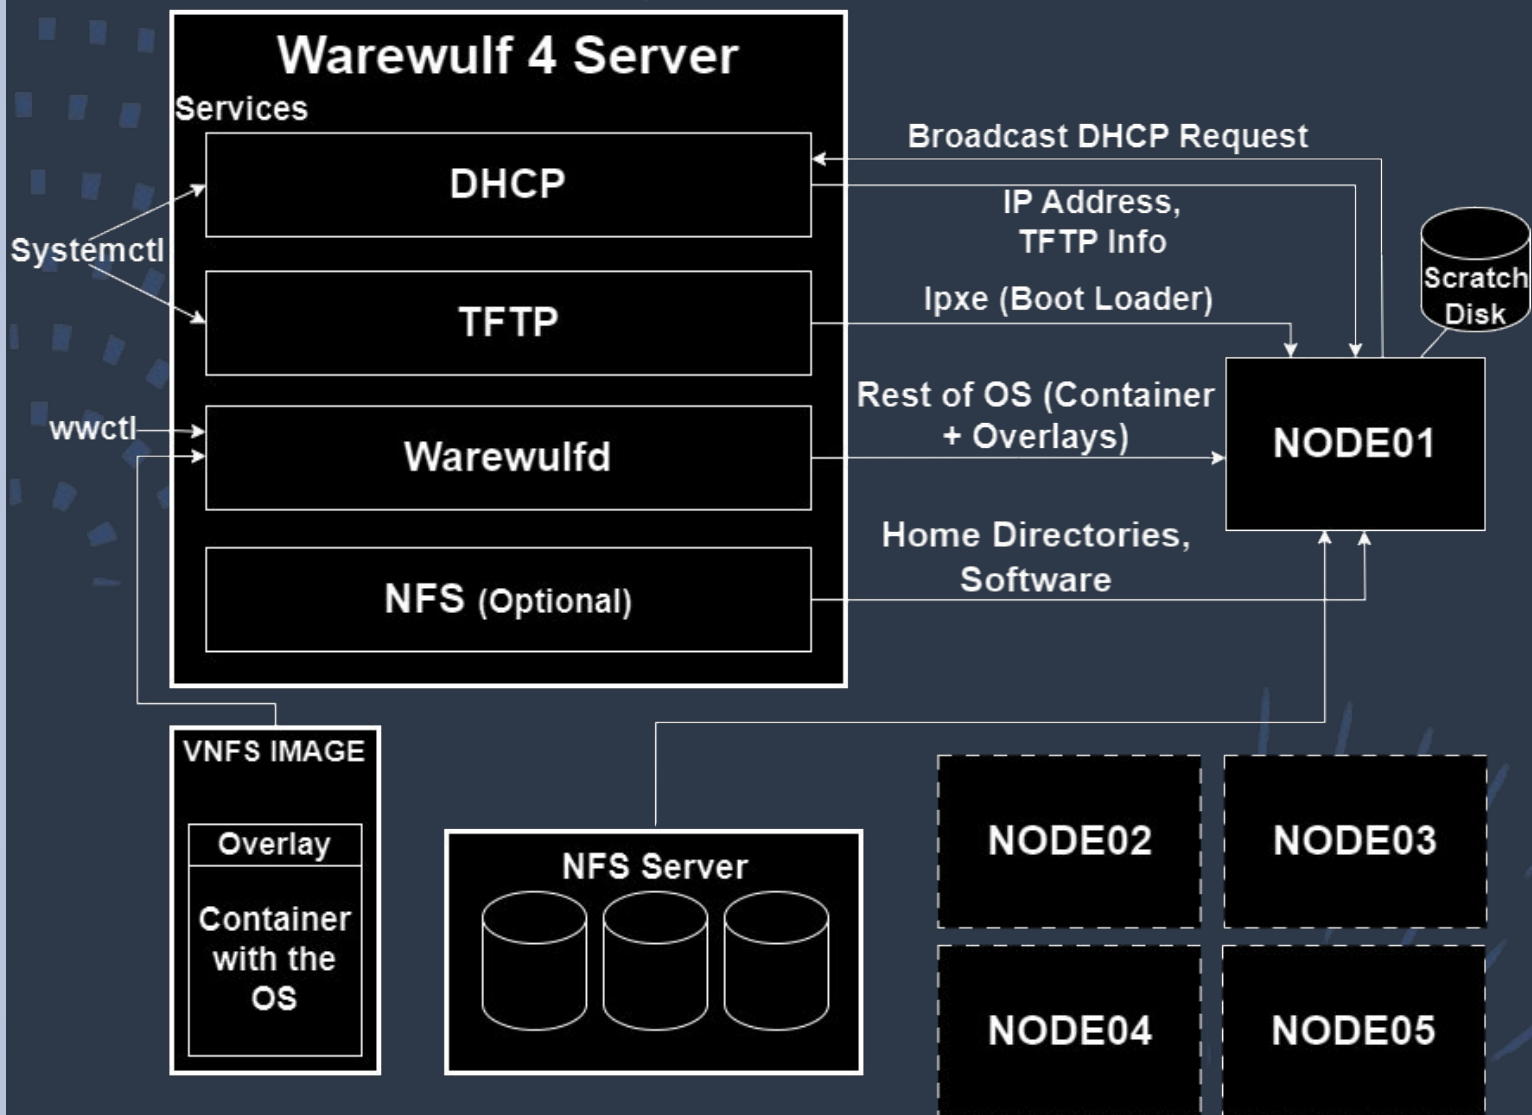 Warewulf 4 Server
Services
DHCP
Systemctl
TFTP
wwctl
Warewulfd
NFS (Optional)
Broadcast DHCP Request
IP Address,
TFTP Info
Ipxe (Boot Loader)
Rest of OS (Container
+ Overlays)
Home Directories,
Software
Scratch
Disk
NODE01
VNFS IMAGE
Overlay
Container
with the
OS
NFS Server
NODE02
NODE03
NODE04
NODE05